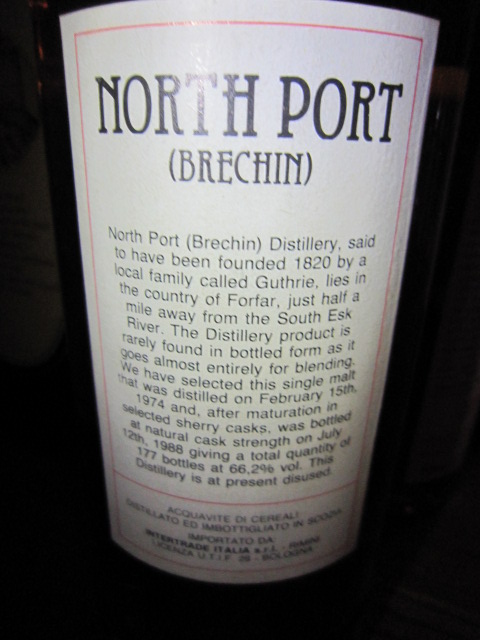 NORTH PORT
(BRECHIN)
North Port (Brechin) Distillery, said
to have been founded 1820 by a
local family called Guthrie, lies in
the country of Forfar, just half a
mile away from the South Esk
River. The Distillery product is
rarely found in bottled form as it
goes almost entirely for blending.
We have selected this single malt
that was distilled on February 15th,
1974 and, after maturation in
selected sherry casks, was bottled
at natural cask strength on July
12th, 1988 giving a total quantity of
177 bottles at 66,2% vol. This
Distillery is at present disused.
ACQUAVITE DI CEREALI
DISTILLATO ED IMBOTTIGLIATO IN SCOZIA
IMPORTATO DA:
INTERTRADE ITALIA s.r.l. - RIMINI
LICENZA U.T.I.F. 28 - BOLOGNA